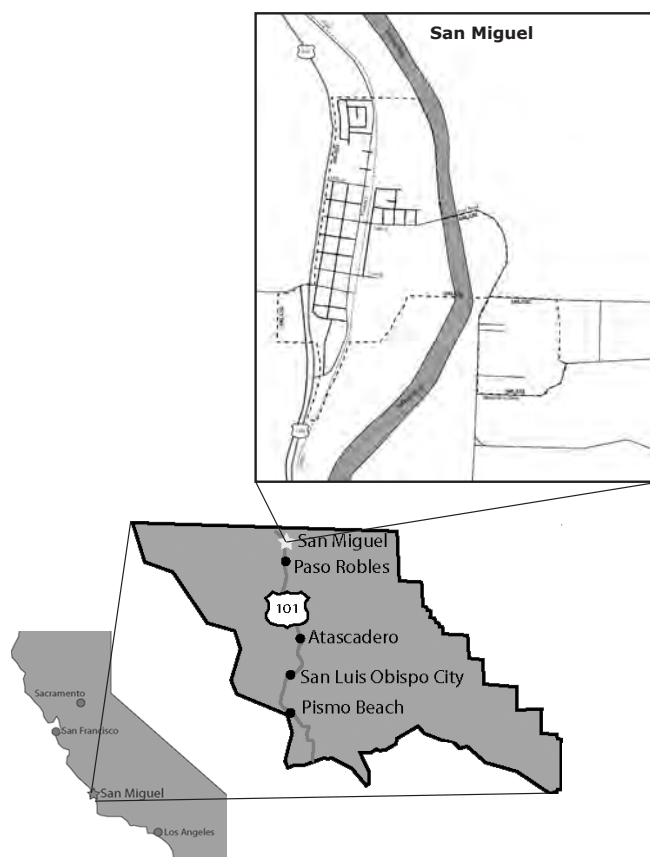 San Miguel
San Miguel
Paso Robles
101
Atascadero
San Luis Obispo City
Pismo Beach
Sacramento
San Francisco
San Miguel
Los Angeles